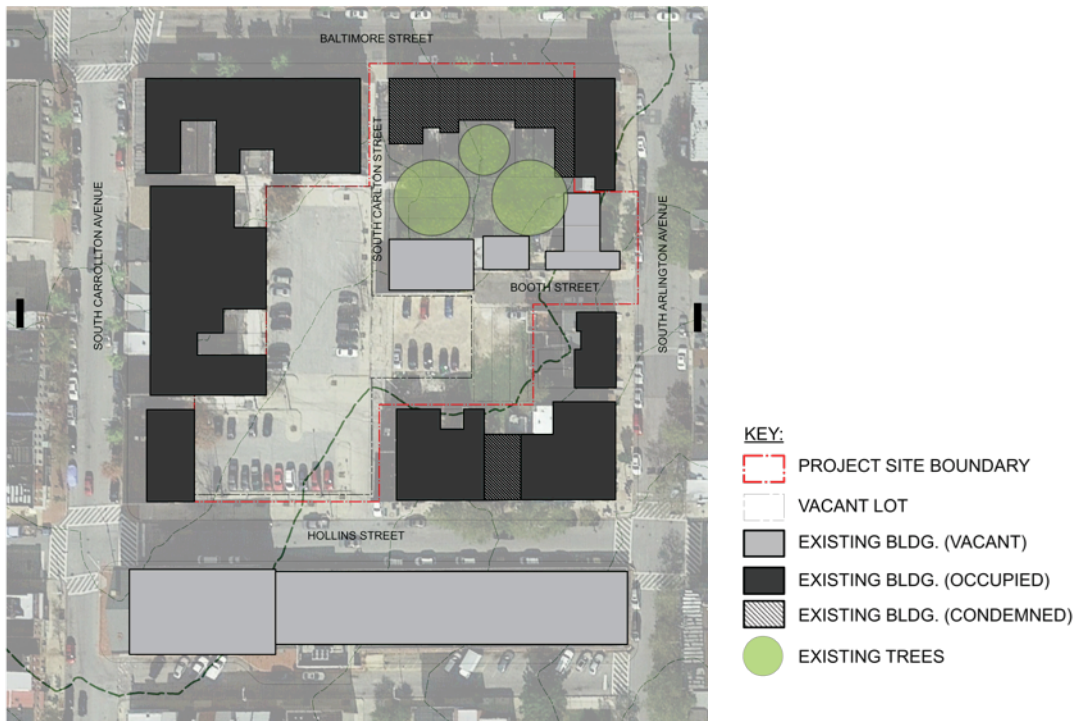 BALTIMORE STREET
SOUTH CARROLLTON AVENUE
SOUTH CARLTON STREET
SOUTH ARLINGTON AVENUE
BOOTH STREET
HOLLINS STREET
KEY:
PROJECT SITE BOUNDARY
VACANT LOT
EXISTING BLDG. (VACANT)
EXISTING BLDG. (OCCUPIED)
EXISTING BLDG. (CONDEMNED)
EXISTING TREES